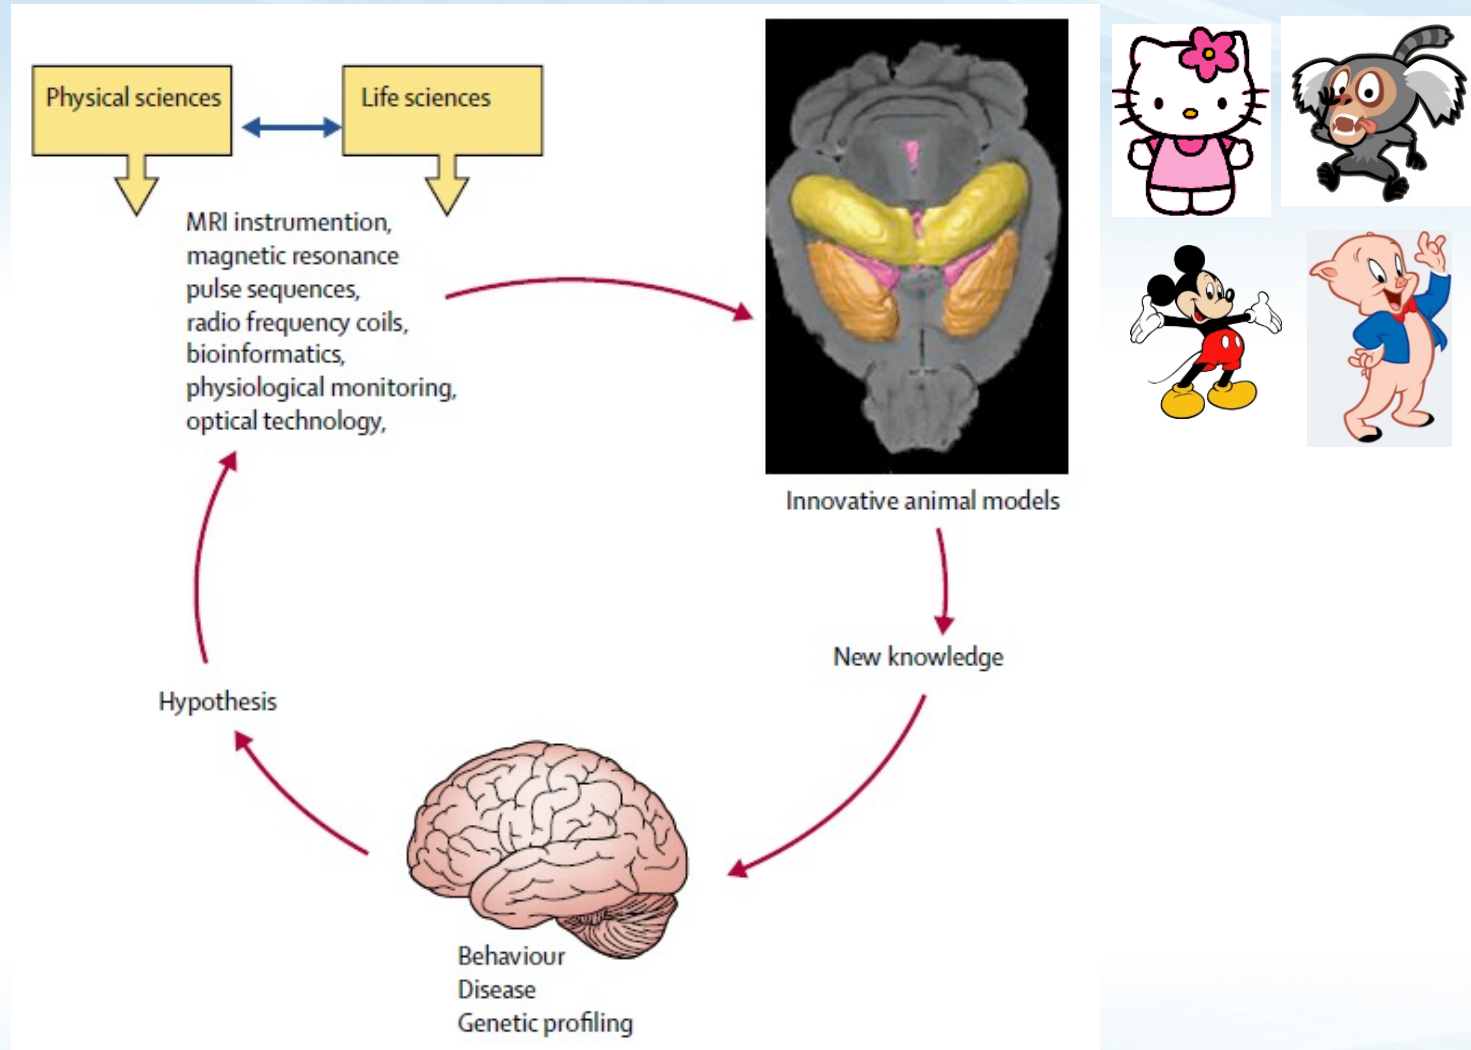 Physical sciences
Life sciences
MRI instrumention,
magnetic resonance
pulse sequences,
radio frequency coils,
bioinformatics,
physiological monitoring,
optical technology,
Innovative animal models
New knowledge
Hypothesis
Behaviour
Disease
Genetic profiling